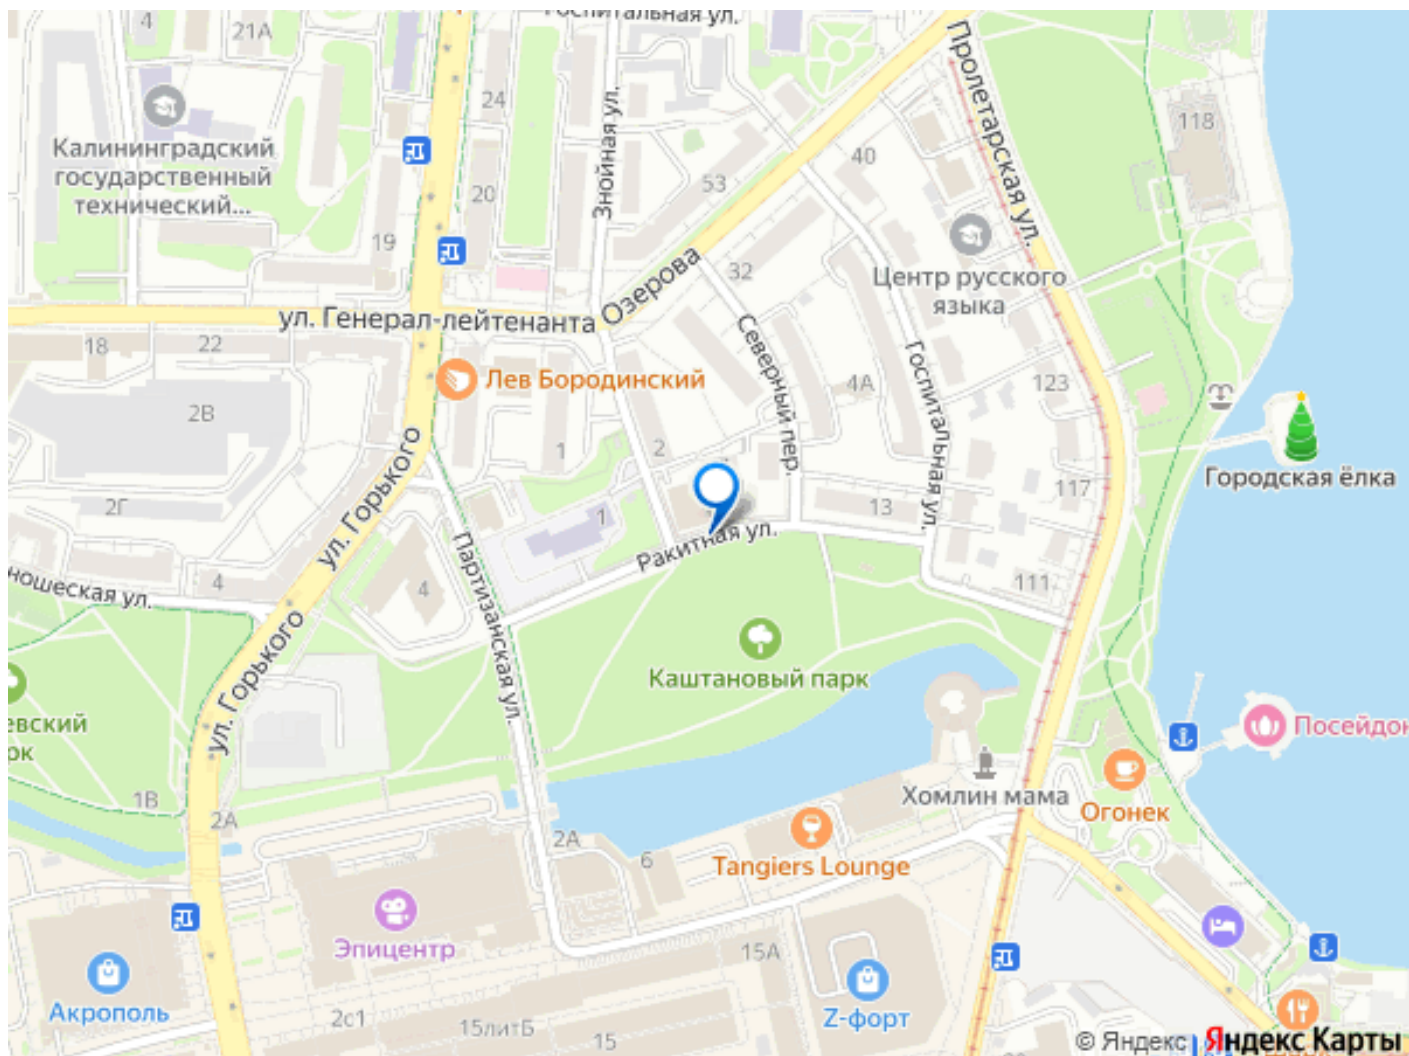 4
21А
Госпитальная ул.
24
Знойная ул.
Пролетарская ул.
118
Калининградский
государственный
технический...
40
53
20
19
Центр русского
языка
32
Озерова
ул. Генерал-лейтенанта
Северный пер.
Госпитальная ул.
18
22
Лев Бородинский
4А
123
2В
1
2
Городская ёлка
117
2Г
ул. Горького
1
13
Ракитная ул.
Партизанская ул.
4
4
ношеская ул.
111
ул. Горького
Каштановый парк
евский
рк
Посейдон
1В
2А
Хомлин мама
Огонек
2А
6
Tangiers Lounge
Эпицентр
15А
Акрополь
2с1
15литБ
15
Z-форт
© Яндекс Яндекс Карты